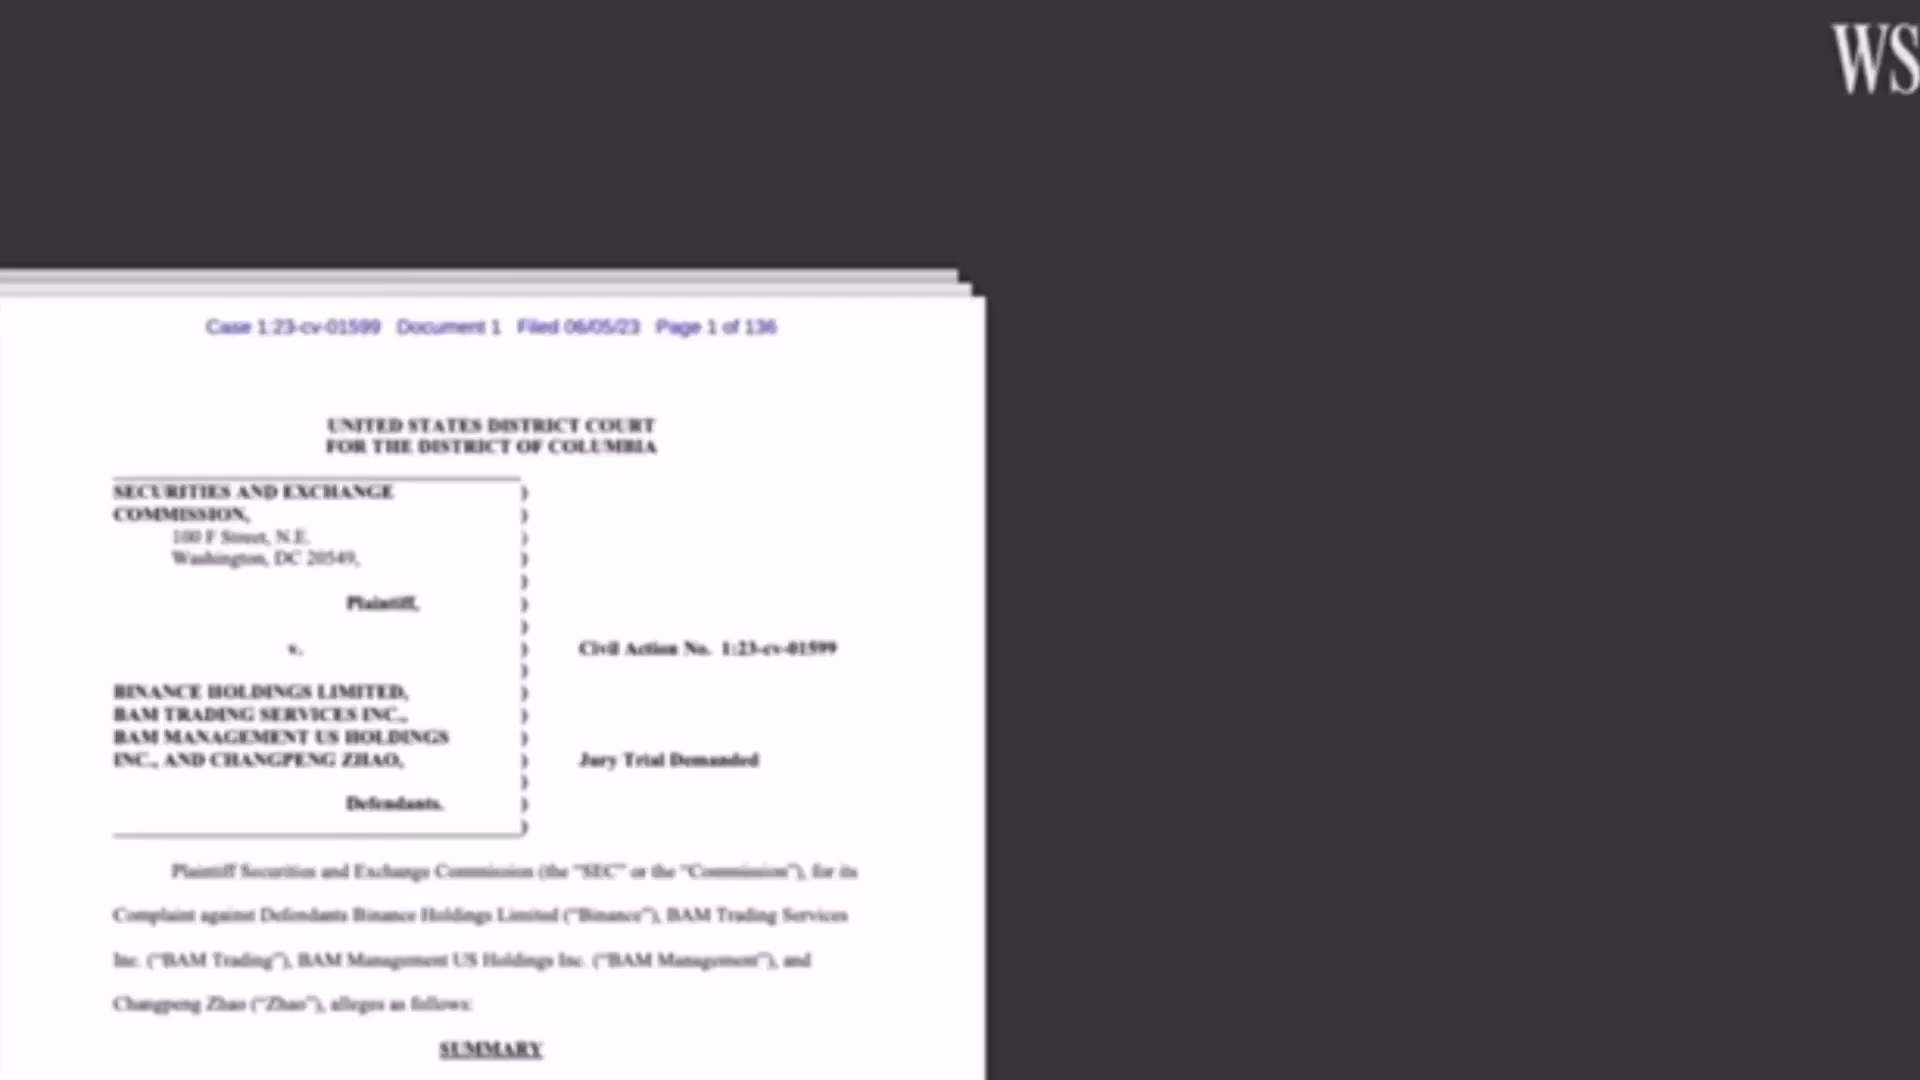 WS
Case 1:23-cv-01599 Document 1 Filed 06/05/23 Page 1 of 136
UNITED STATES DISTRICT COURT
FOR THE DISTRICT OF COLUMBIA
SECURITIES AND EXCHANGE
COMMISSION,
100 F Street, N.E.
Washington, DC 20549,
Plaintiff,
v.
Civil Action No. 1:23-cv-01599
BINANCE HOLDINGS LIMITED,
BAM TRADING SERVICES INC.,
BAM MANAGEMENT US HOLDINGS
INC., AND CHANGPENG ZHAO,
Jury Trial Demanded
Defendants.
Plaintiff Securities and Exchange Commission (the “SEC” or the “Commission”), for its
Complaint against Defendants Binance Holdings Limited (“Binance”), BAM Trading Services
Inc. (“BAM Trading”), BAM Management US Holdings Inc. (“BAM Management”), and
Changpeng Zhao (“Zhao”), alleges as follows:
SUMMARY